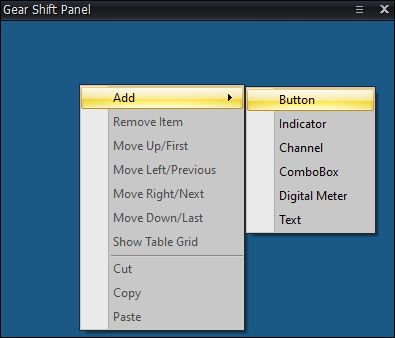 Gear Shift Panel
Add
Remove Item
Move Up/First
Move Left/Previous
Move Right/Next
Move Down/Last
Show Table Grid
Cut
Copy
Paste
Button
Indicator
Channel
ComboBox
Digital Meter
Text